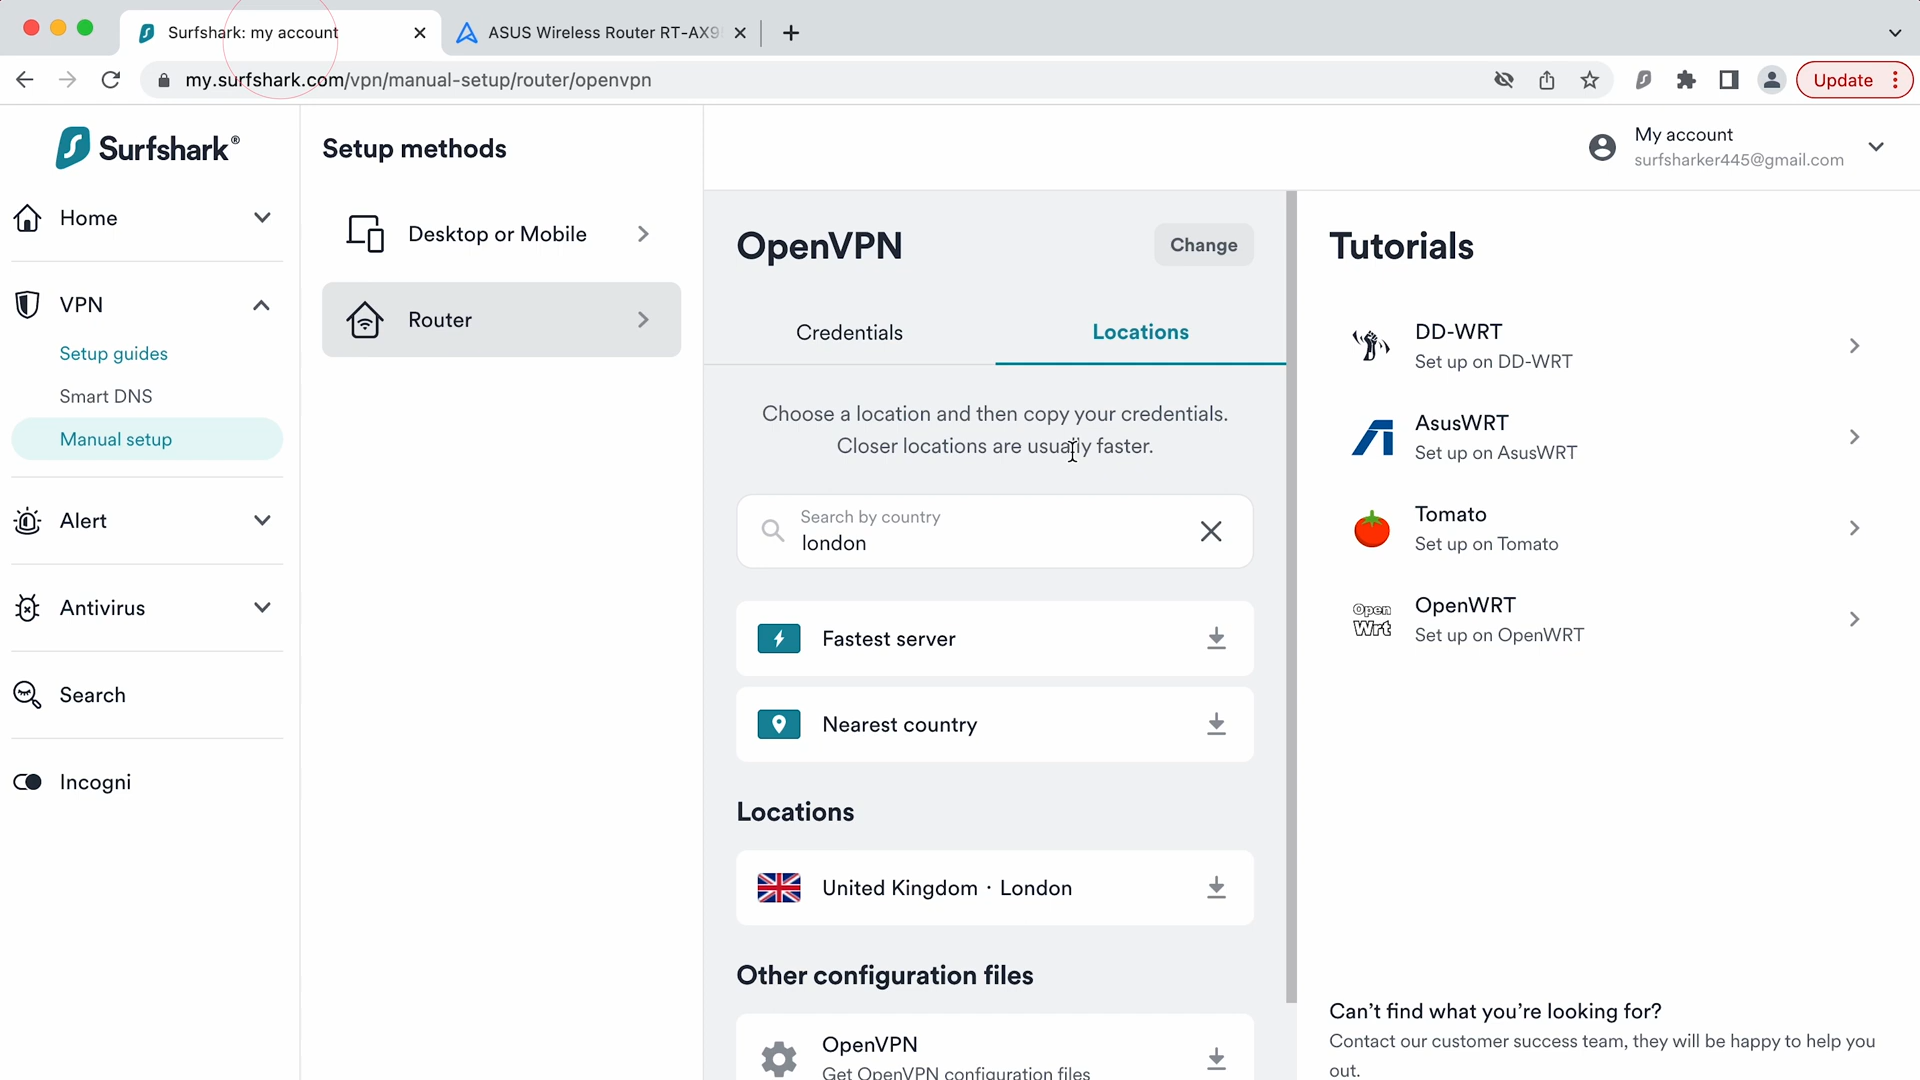 Surfshark: my account
ASUS Wireless Router RT-AX9
my.surfshark.com/vpn/manual-setup/router/openvpn
Update
Surfshark®
Home
VPN
Setup guides
Smart DNS
Manual setup
Alert
Antivirus
Search
Incogni
Setup methods
Desktop or Mobile
Router
My account
surfsharker445@gmail.com
OpenVPN
Change
Credentials
Locations
Choose a location and then copy your credentials.
Closer locations are usually faster.
Search by country
london
Fastest server
Nearest country
Locations
United Kingdom · London
Other configuration files
OpenVPN
Get OpenVPN configuration files
Tutorials
DD-WRT
Set up on DD-WRT
AsusWRT
Set up on AsusWRT
Tomato
Set up on Tomato
Open
Wrt
OpenWRT
Set up on OpenWRT
Can't find what you're looking for?
Contact our customer success team, they will be happy to help you
out.